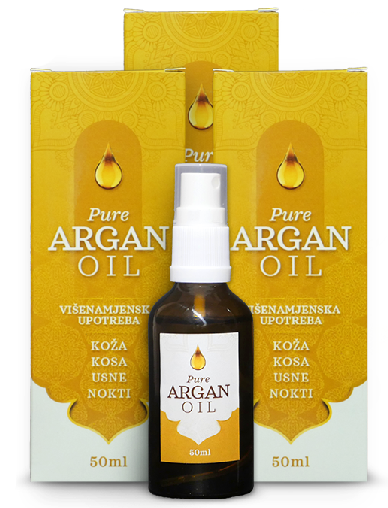 Pure
Pure
ARGAN
OIL
VIŠENAMJENSKA
UPOTREBA
KOŽA
KOSA
USNE
NOKTI
50ml
Pure
ARGAN
OIL
VIŠENAMJENSKA
UPOTREBA
KOŽA
KOSA
USNE
NOKTI
50ml
Pure
ARGAN
OIL
50ml